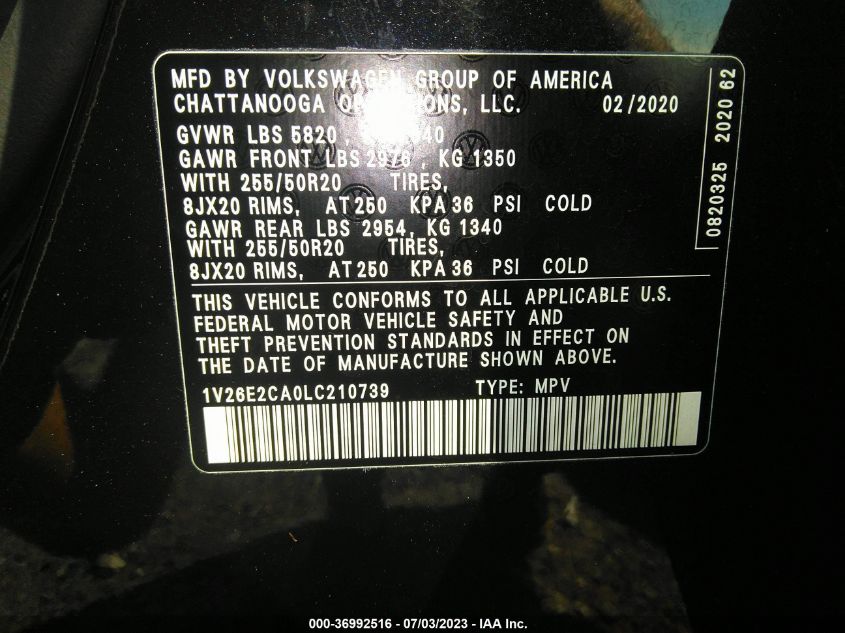 MFD BY VOLKSWAGEN GROUP OF AMERICA
CHATTANOOGA OPERATIONS, LLC. 02/2020
GVWR LBS 5820
GAWR FRONT LBS 2976 , KG 1350
WITH 255/50R20 TIRES,
8JX20 RIMS, AT 250 KPA 36 PSI COLD
GAWR REAR LBS 2954, KG 1340
WITH 255/50R20 TIRES,
8JX20 RIMS, AT 250 KPA 36 PSI COLD
THIS VEHICLE CONFORMS TO ALL APPLICABLE U.S.
FEDERAL MOTOR VEHICLE SAFETY AND
THEFT PREVENTION STANDARDS IN EFFECT ON
THE DATE OF MANUFACTURE SHOWN ABOVE.
1V26E2CA0LC210739 TYPE: MPV
0820325 2020 62
000-36992516 - 07/03/2023 - IAA Inc.